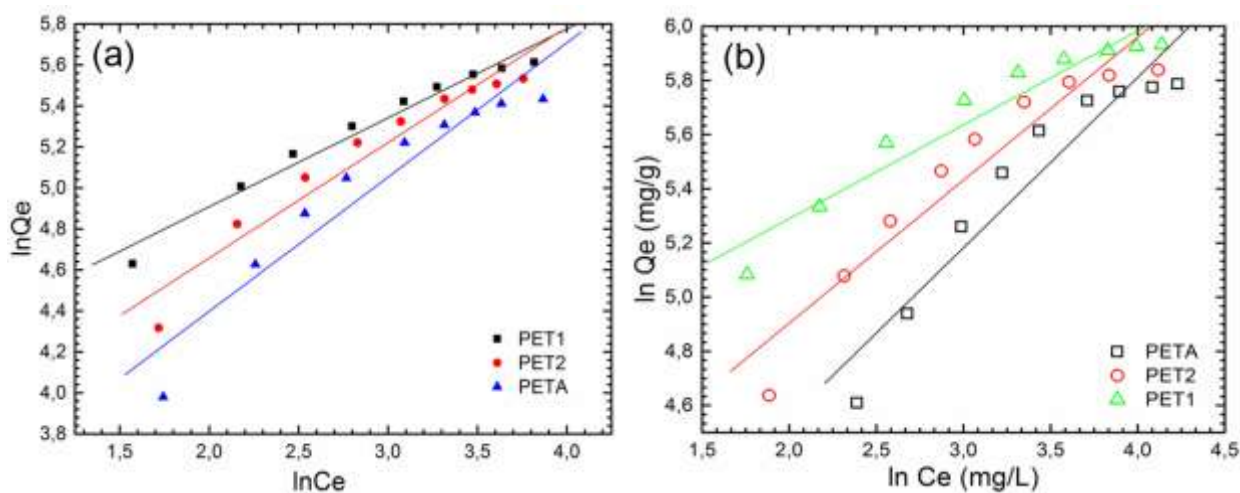 (a)
5,8
5,6
5,4
5,2
5,0
4,8
4,6
4,4
4,2
4,0
3,8
lnQe
1,5 2,0 2,5 3,0 3,5 4,0
lnCe
PET1
PET2
PETA
(b)
6,0
5,8
5,6
5,4
5,2
5,0
4,8
4,6
ln Qe (mg/g)
1,5 2,0 2,5 3,0 3,5 4,0 4,5
ln Ce (mg/L)
PETA
PET2
PET1